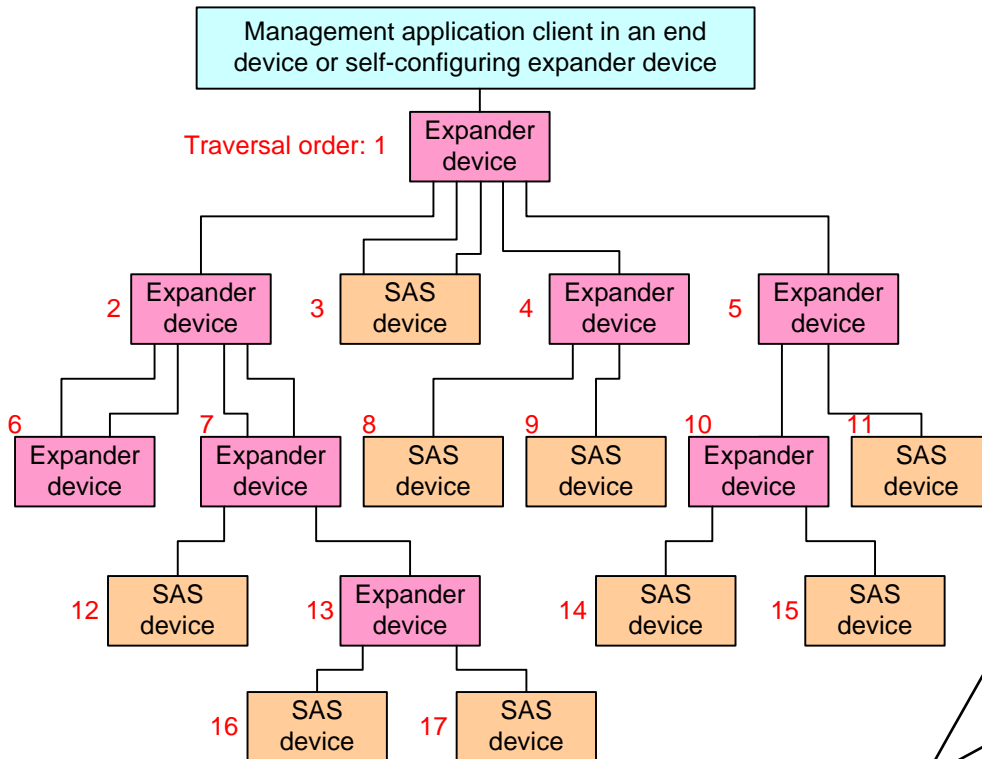 Management application client in an end
device or self-configuring expander device
Traversal order: 1
Expander
device
2
Expander
device
3
SAS
device
4
Expander
device
5
Expander
device
6
Expander
device
7
Expander
device
8
SAS
device
9
SAS
device
10
Expander
device
11
SAS
device
12
SAS
device
13
Expander
device
14
SAS
device
15
SAS
device
16
SAS
device
17
SAS
device